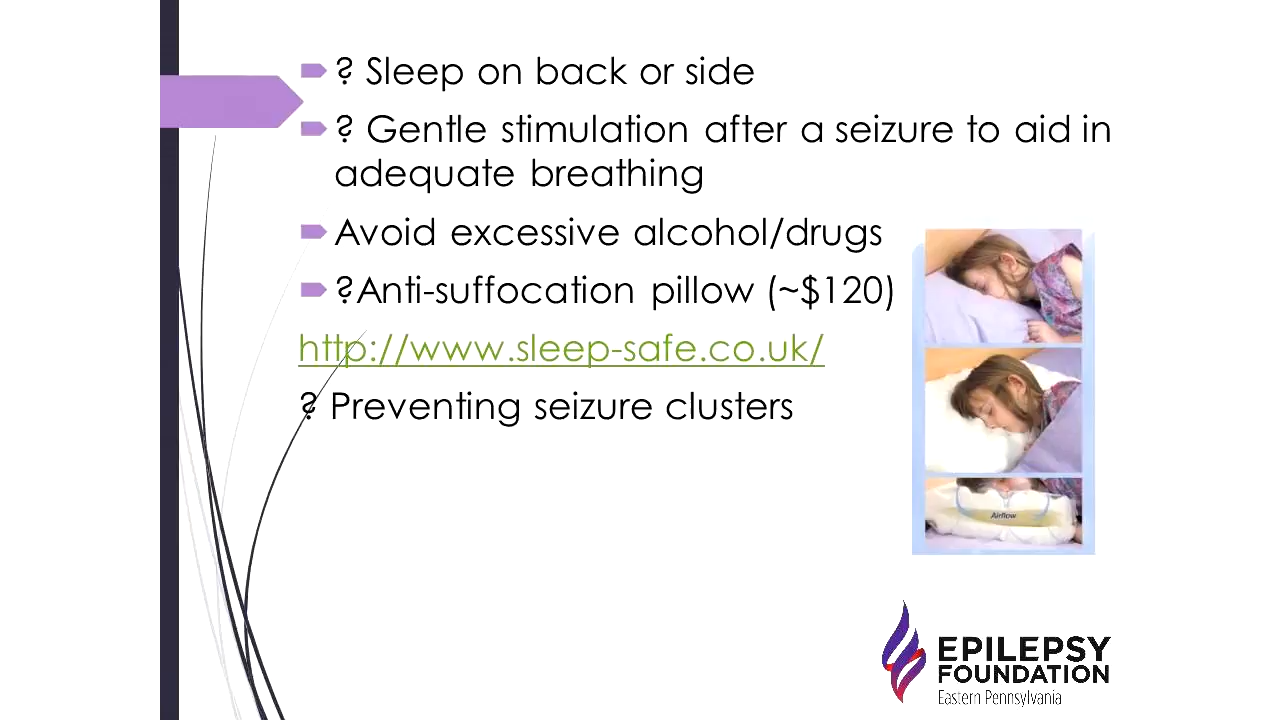 ? Sleep on back or side
? Gentle stimulation after a seizure to aid in
adequate breathing
Avoid excessive alcohol/drugs
?Anti-suffocation pillow (~$120)
http://www.sleep-safe.co.uk/
? Preventing seizure clusters
Airflow
EPILEPSY
FOUNDATION
Eastern Pennsylvania